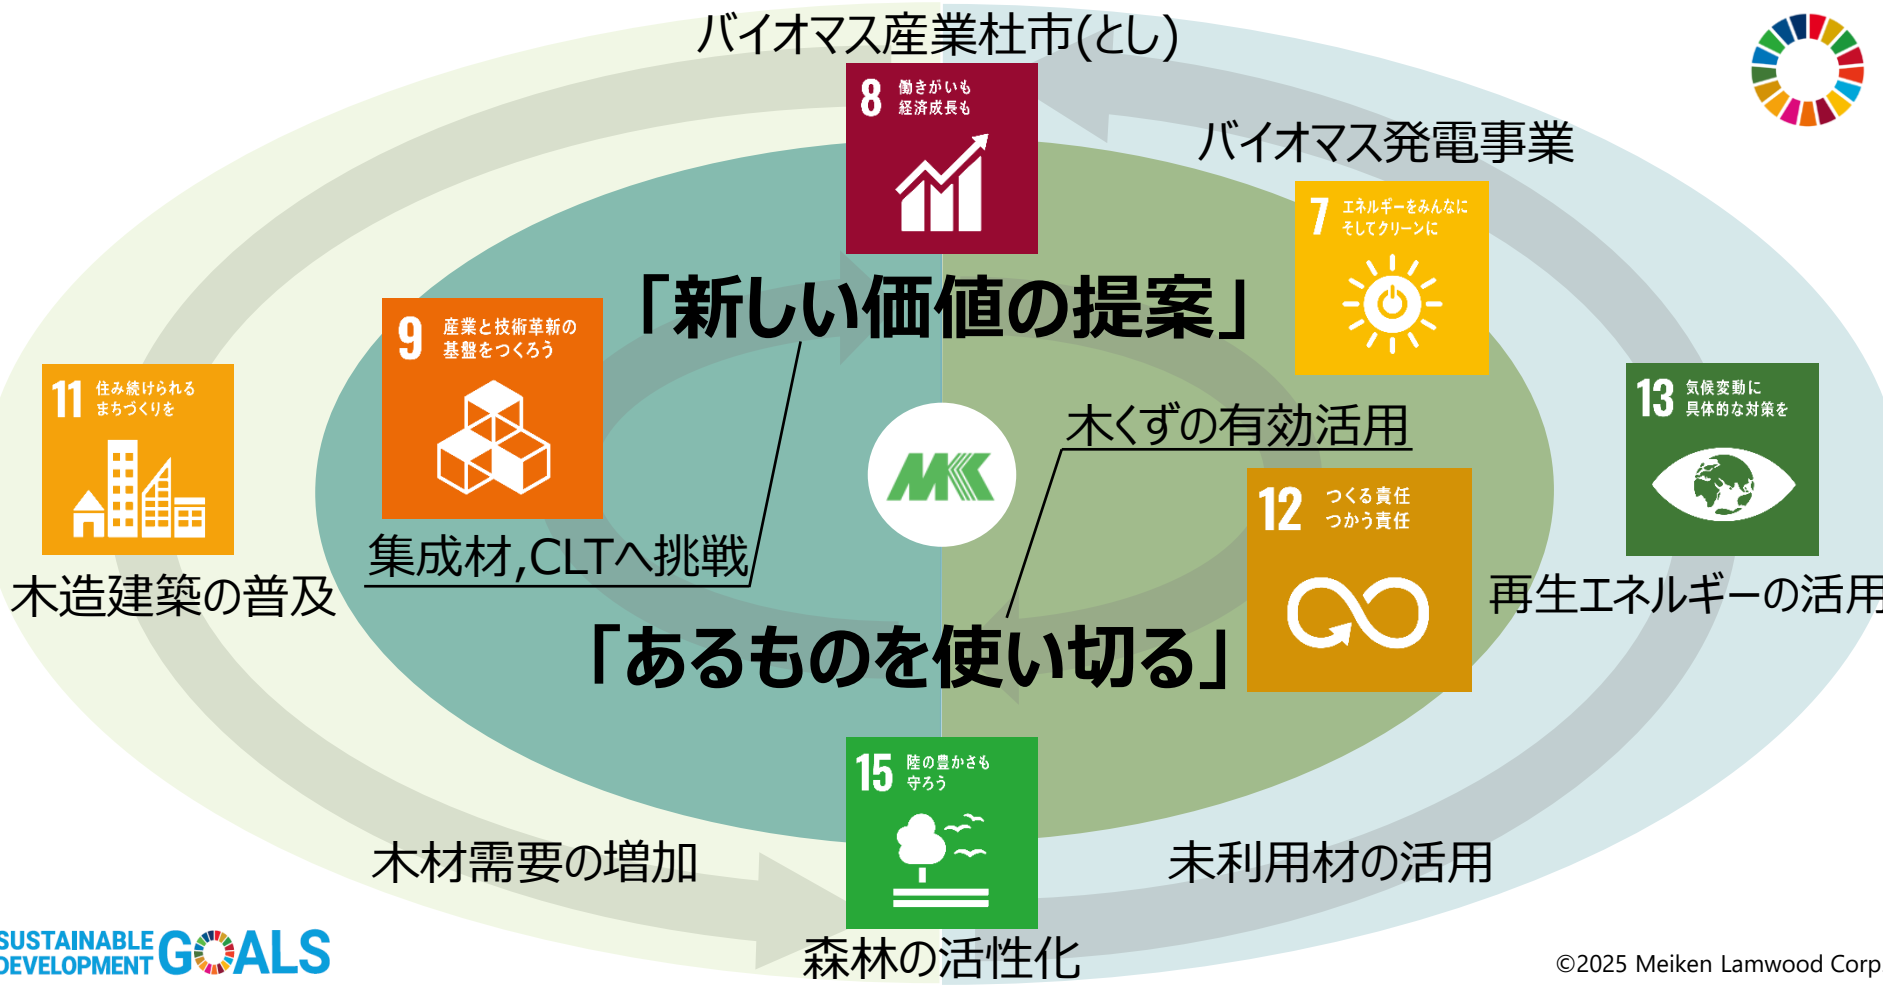 バイオマス産業杜市(とし)
8 働きがいも
経済成長も
バイオマス発電事業
7 エネルギーをみんなに
そしてクリーンに
「新しい価値の提案」
9 産業と技術革新の
基盤をつくろう
11 住み続けられる
まちづくりを
13 気候変動に
具体的な対策を
木くずの有効活用
MK
12 つくる責任
つかう責任
集成材,CLTへ挑戦
木造建築の普及
再生エネルギーの活用
「あるものを使い切る」
15 陸の豊かさも
守ろう
木材需要の増加
未利用材の活用
森林の活性化
SUSTAINABLE
DEVELOPMENT GOALS
©2025 Meiken Lamwood Corp.